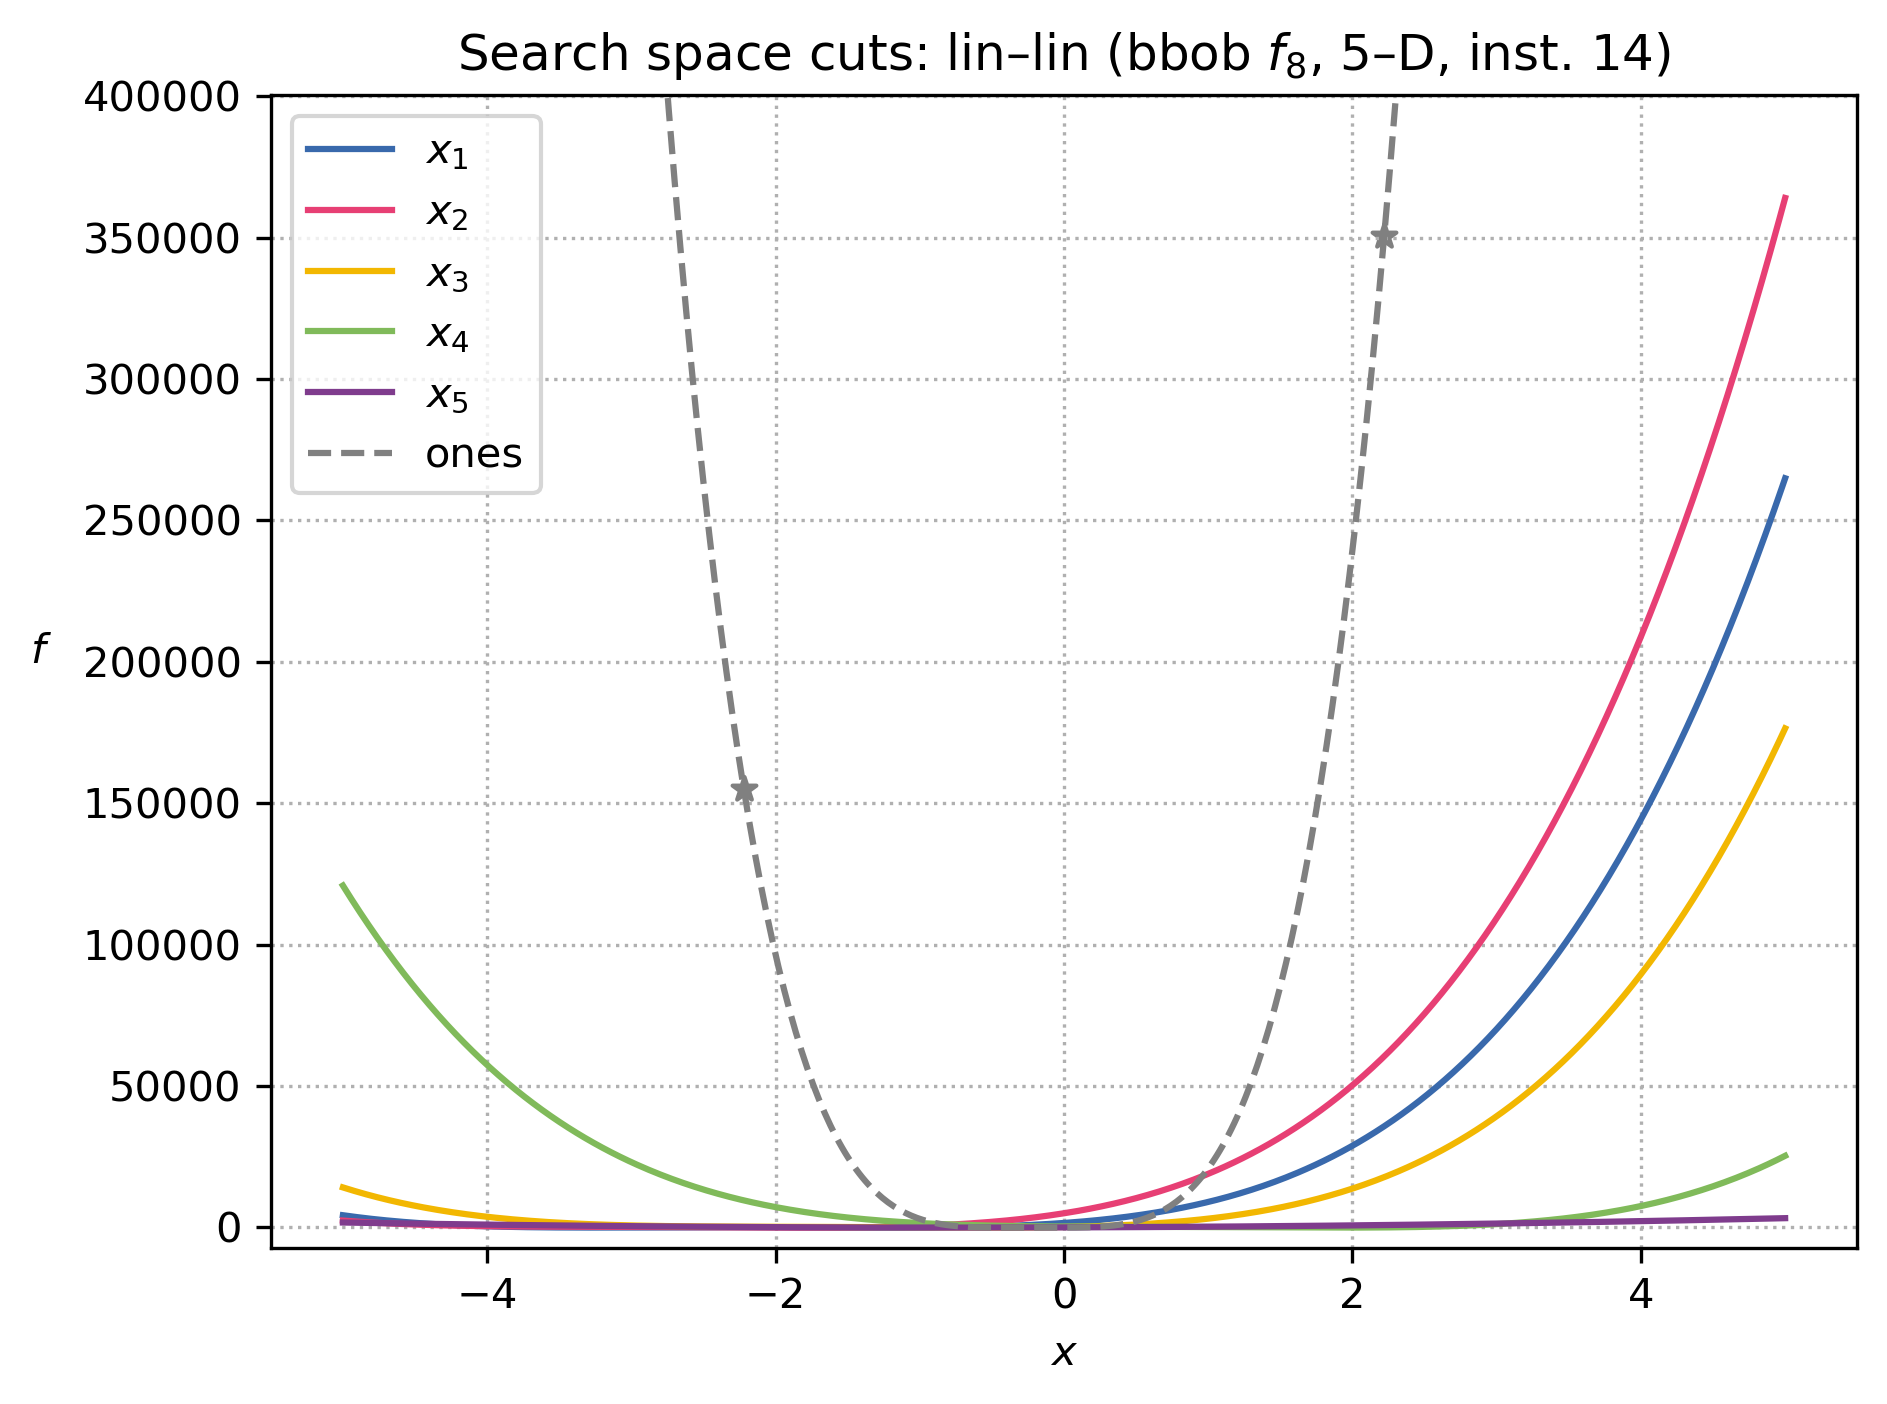 Search space cuts: lin–lin (bbob f₈, 5–D, inst. 14)
400000
350000
300000
250000
200000
150000
100000
50000
0
f
x₁
x₂
x₃
x₄
x₅
ones
−4
−2
0
2
4
x